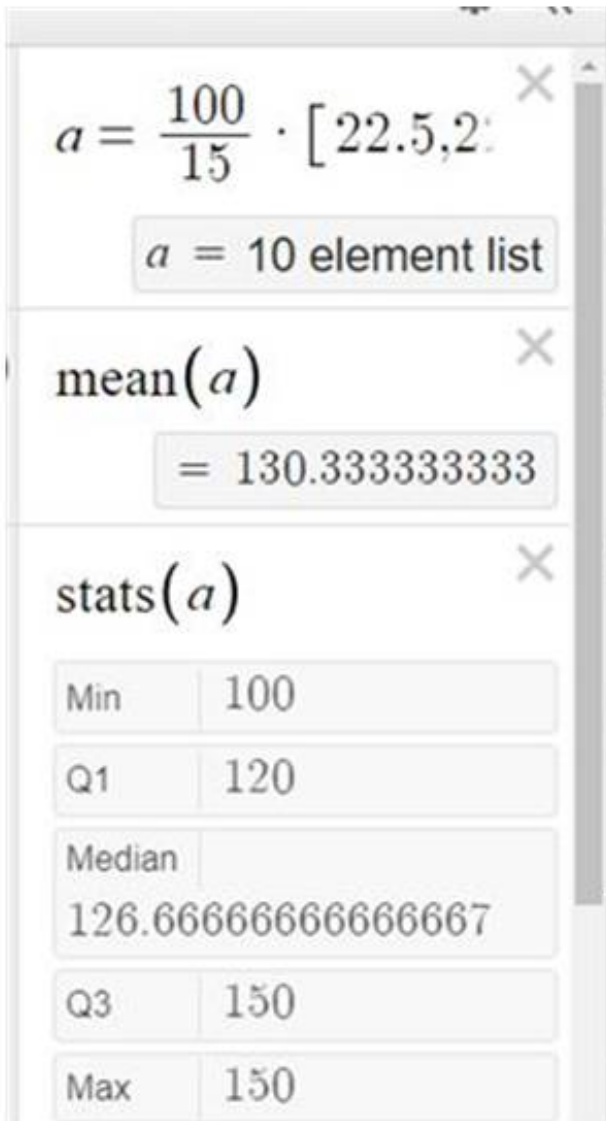 a = 100/15 · [22.5,2
a = 10 element list
mean(a)
= 130.333333333
stats(a)
Min 100
Q1 120
Median
126.66666666666667
Q3 150
Max 150